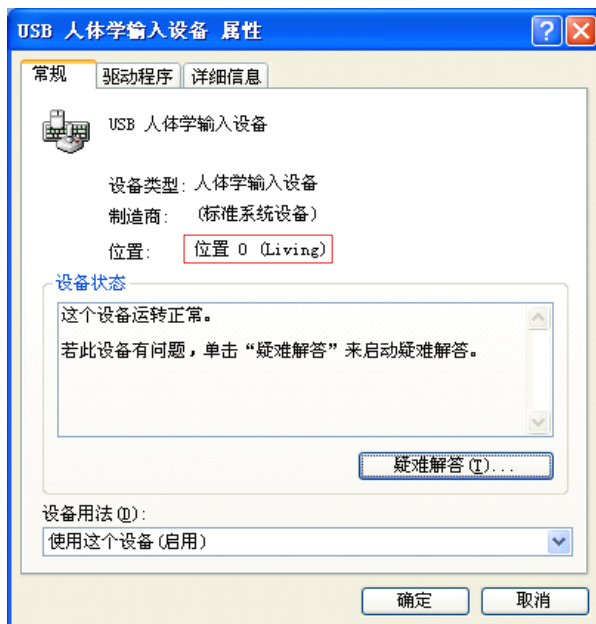 USB 人体学输入设备 属性
常规 驱动程序 详细信息
USB 人体学输入设备
设备类型: 人体学输入设备
制造商: (标准系统设备)
位置: 位置 0 (Living)
设备状态
这个设备运转正常。
若此设备有问题,单击“疑难解答”来启动疑难解答。
疑难解答(T)...
设备用法(D):
使用这个设备(启用)
确定 取消